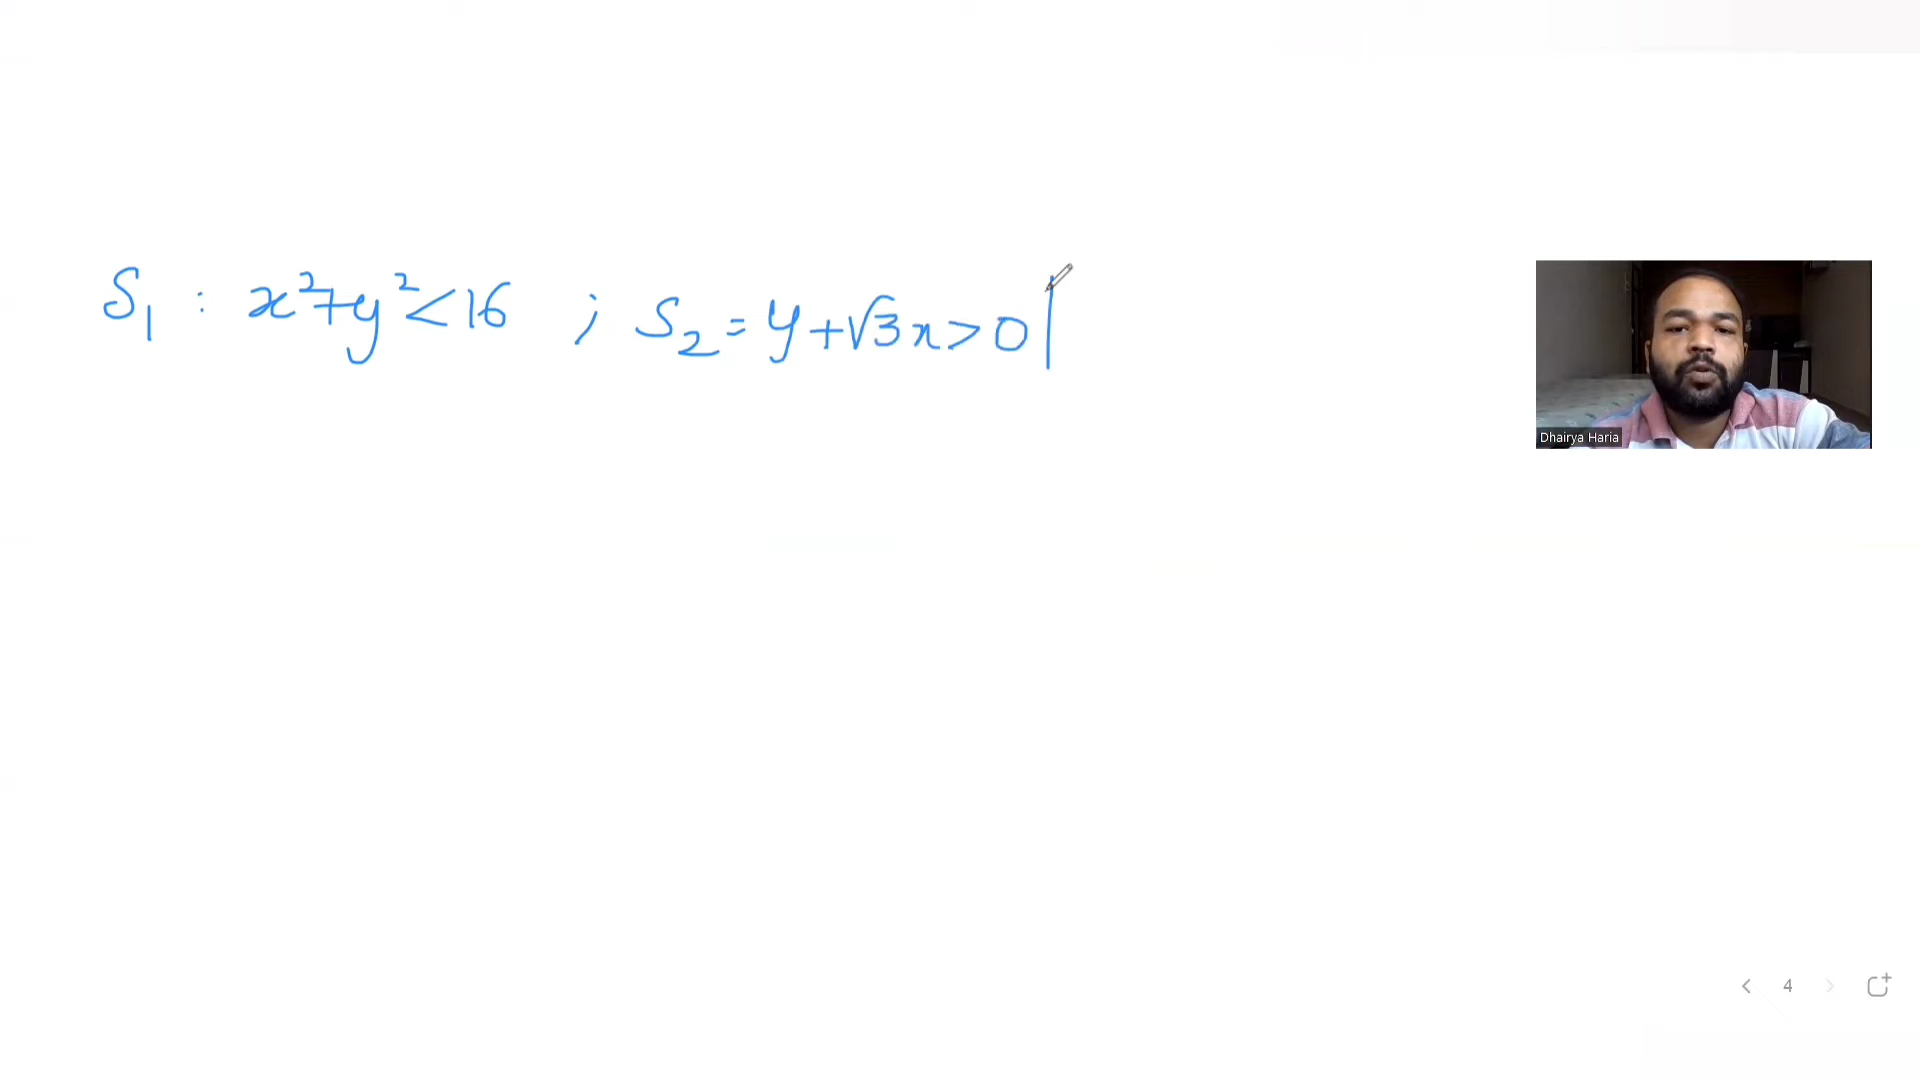 S₁ : x²+y²<16 ; S₂ = y+√3x>0 |
Dhairya Haria
4